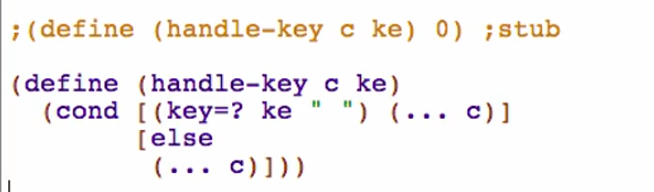 ;(define (handle-key c ke) 0) ;stub
(define (handle-key c ke)
(cond [(key=? ke " ") (... c)]
[else
(... c)]))